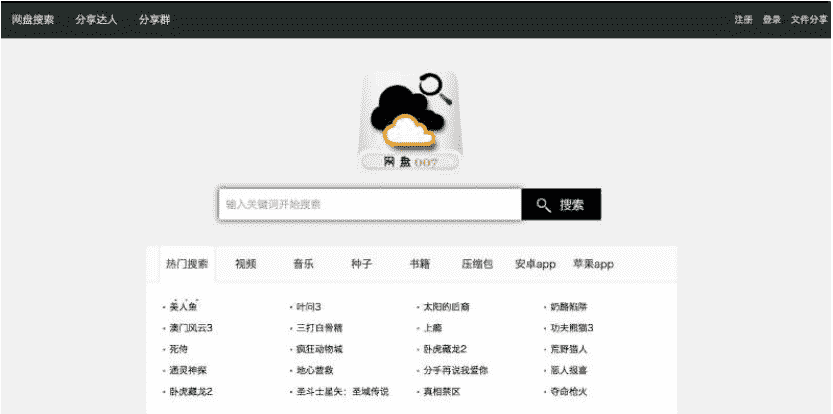 网盘搜索 分享达人 分享群 注册 登录 文件分享
网盘007
输入关键词开始搜索 搜索
热门搜索 视频 音乐 种子 书籍 压缩包 安卓app 苹果app
· 美人鱼 · 叶问3 · 太阳的后裔 · 奶酪陷阱
· 澳门风云3 · 三打白骨精 · 上瘾 · 功夫熊猫3
· 死侍 · 疯狂动物城 · 卧虎藏龙2 · 荒野猎人
· 通灵神探 · 地心营救 · 分手再说我爱你 · 恶人报喜
· 卧虎藏龙2 · 圣斗士星矢：圣域传说 · 真相禁区 · 夺命枪火